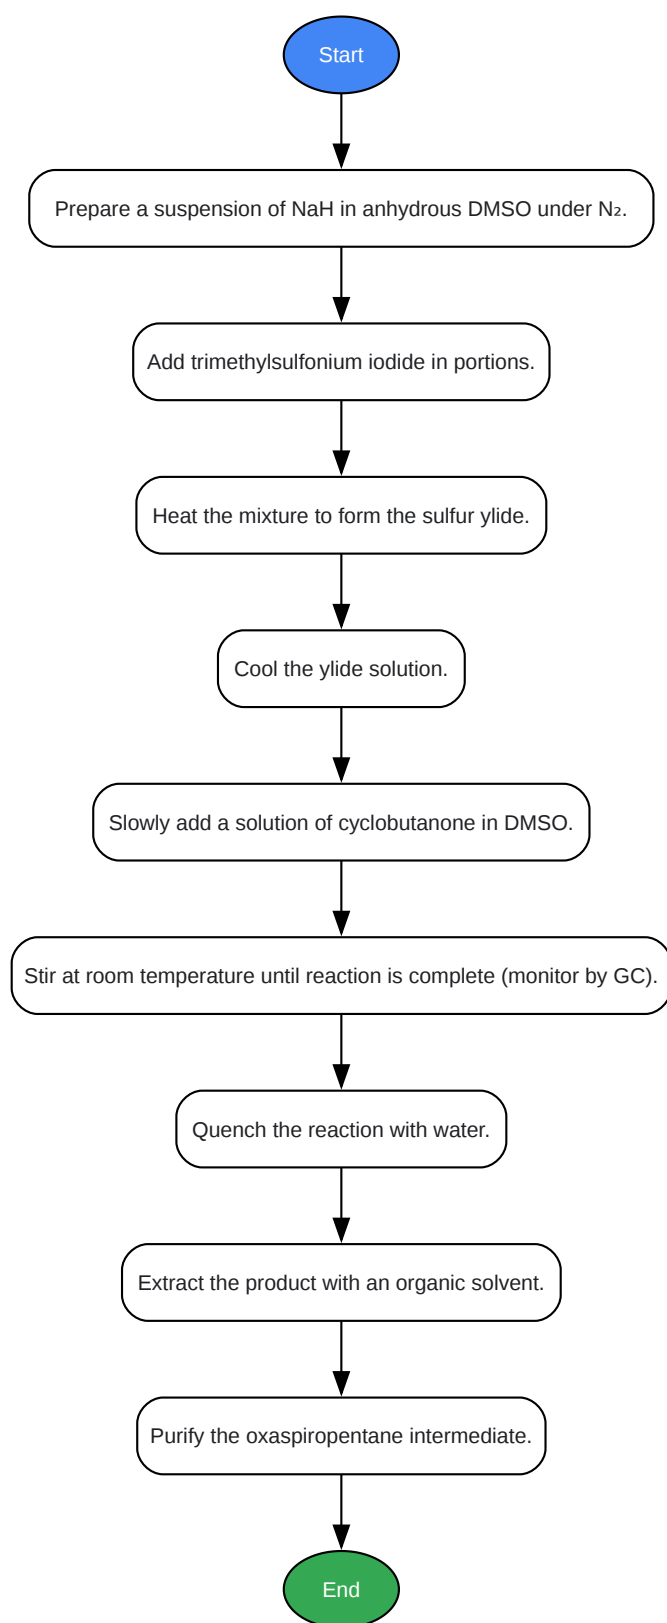 Start
Prepare a suspension of NaH in anhydrous DMSO under N₂.
Add trimethylsulfonium iodide in portions.
Heat the mixture to form the sulfur ylide.
Cool the ylide solution.
Slowly add a solution of cyclobutanone in DMSO.
Stir at room temperature until reaction is complete (monitor by GC).
Quench the reaction with water.
Extract the product with an organic solvent.
Purify the oxaspiropentane intermediate.
End